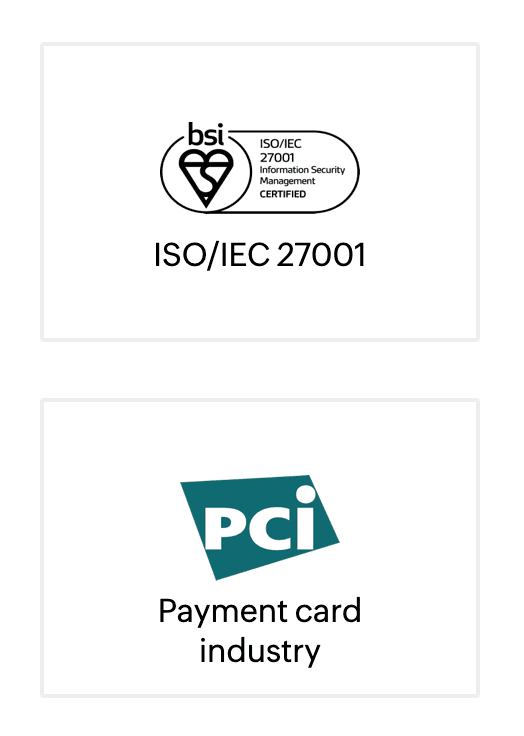 bsi
ISO/IEC
27001
Information Security
Management
CERTIFIED
ISO/IEC 27001
PCi
Payment card
industry